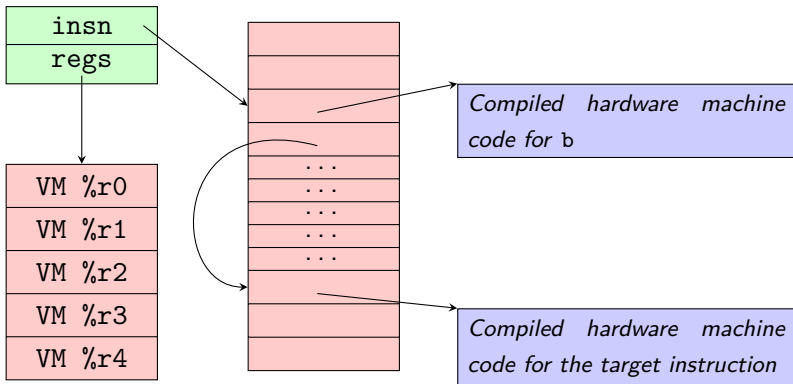 insn
regs
VM %r0
VM %r1
VM %r2
VM %r3
VM %r4
...
...
...
...
...
Compiled hardware machine
code for b
Compiled hardware machine
code for the target instruction